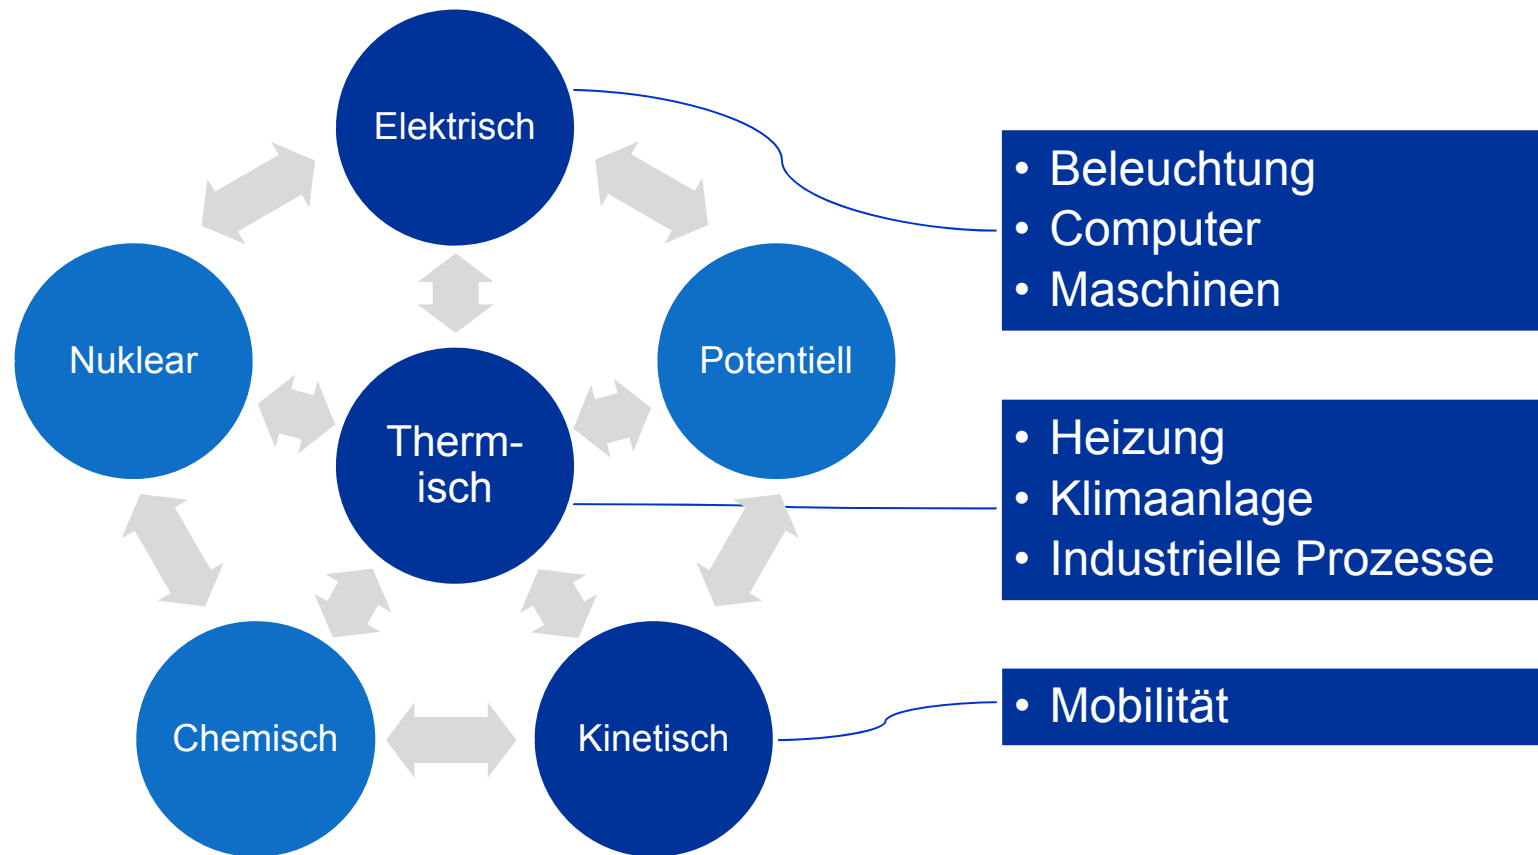 Elektrisch
Nuklear
Potentiell
Therm-
isch
Chemisch
Kinetisch
• Beleuchtung
• Computer
• Maschinen
• Heizung
• Klimaanlage
• Industrielle Prozesse
• Mobilität